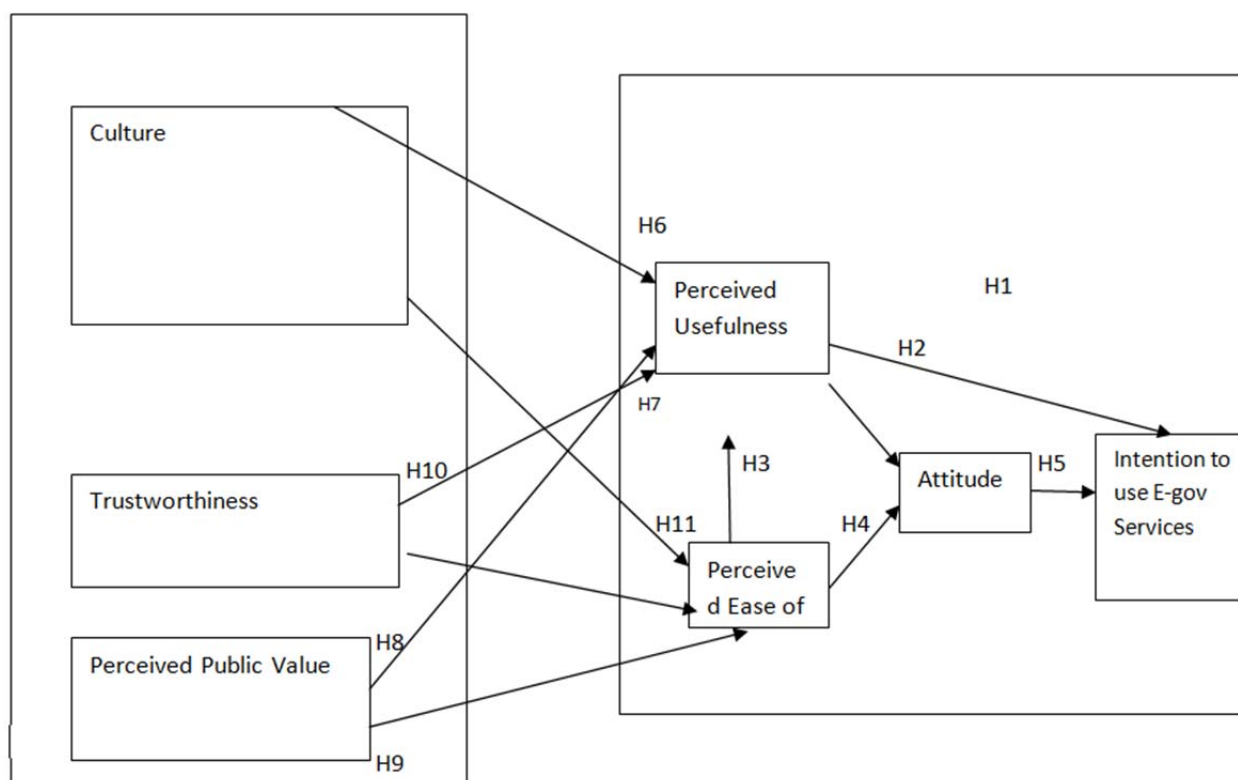 Culture
H6
Perceived
Usefulness
H1
H2
H7
H10
Trustworthiness
H3
Attitude
H5
Intention to
use E-gov
Services
H11
H4
Perceive
d Ease of
H8
Perceived Public Value
H9